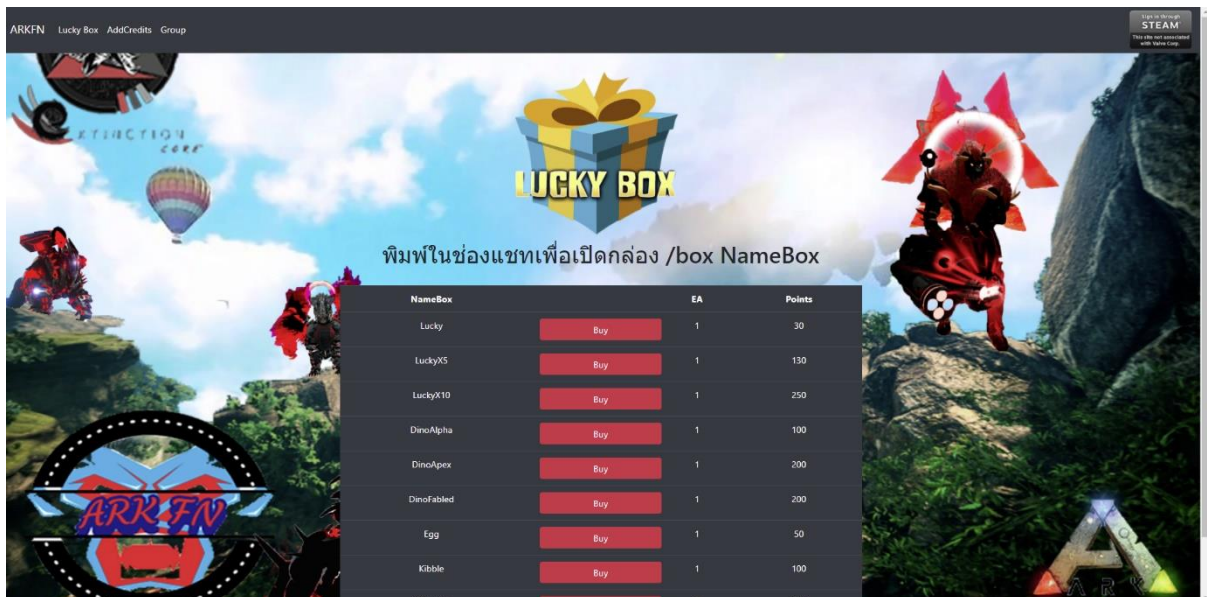 ARKFN Lucky Box AddCredits Group
Sign in through
STEAM
This site not associated
with Valve Corp.
XTINCTION
CORE
LUCKY BOX
พิมพ์ในช่องแชทเพื่อเปิดกล่อง /box NameBox
NameBox EA Points
Lucky Buy 1 30
LuckyX5 Buy 1 130
LuckyX10 Buy 1 250
DinoAlpha Buy 1 100
DinoApex Buy 1 200
DinoFabled Buy 1 200
Egg Buy 1 50
Kibble Buy 1 100
ARK FN
ARK